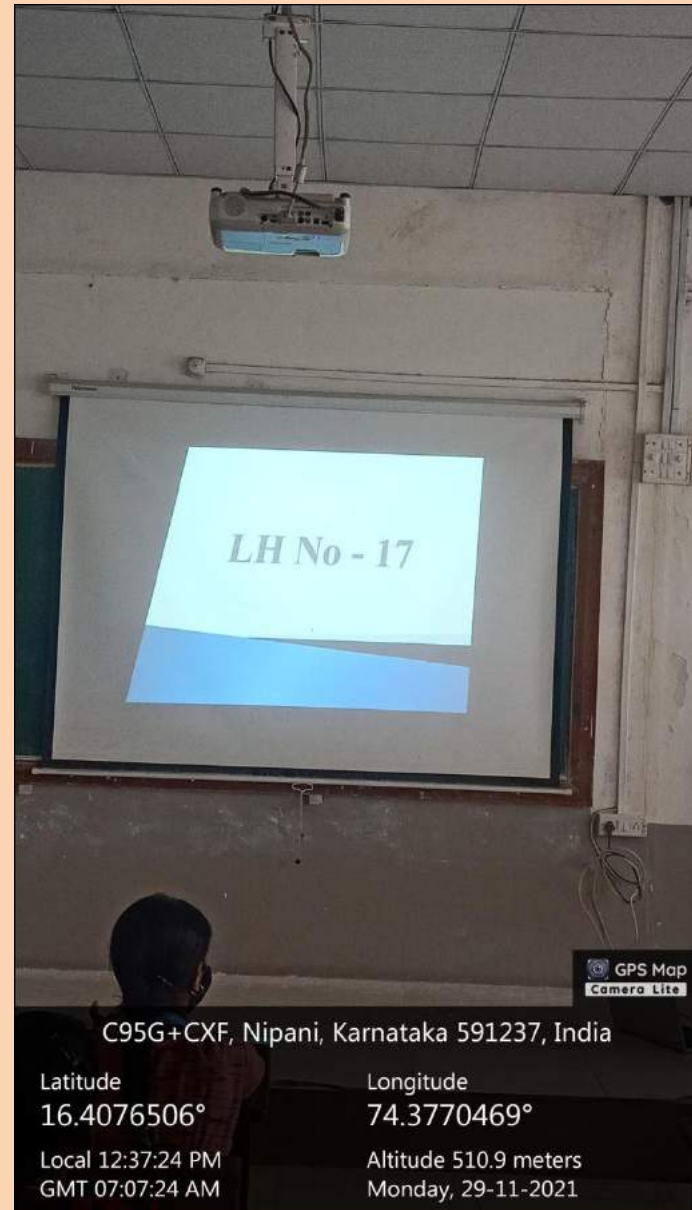 LH No - 17
GPS Map
Camera Lite
C95G+CXF, Nipani, Karnataka 591237, India
Latitude
16.4076506°
Longitude
74.3770469°
Local 12:37:24 PM
GMT 07:07:24 AM
Altitude 510.9 meters
Monday, 29-11-2021